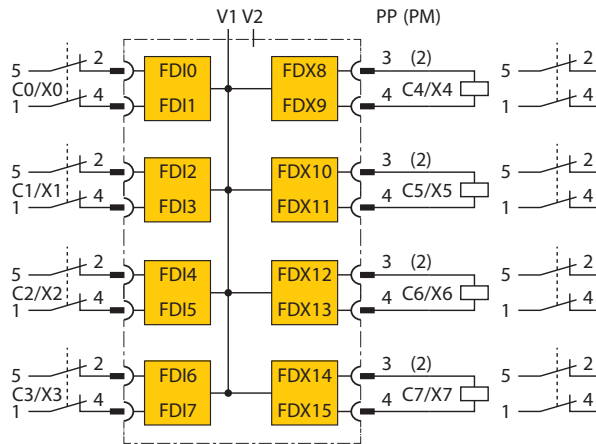 V1 V2 PP (PM)
5 2 FDI0 FDX8 3 (2) 5 2
C0/X0 C4/X4
1 4 FDI1 FDX9 4 1 4
5 2 FDI2 FDX10 3 (2) 5 2
C1/X1 C5/X5
1 4 FDI3 FDX11 4 1 4
5 2 FDI4 FDX12 3 (2) 5 2
C2/X2 C6/X6
1 4 FDI5 FDX13 4 1 4
5 2 FDI6 FDX14 3 (2) 5 2
C3/X3 C7/X7
1 4 FDI7 FDX15 4 1 4